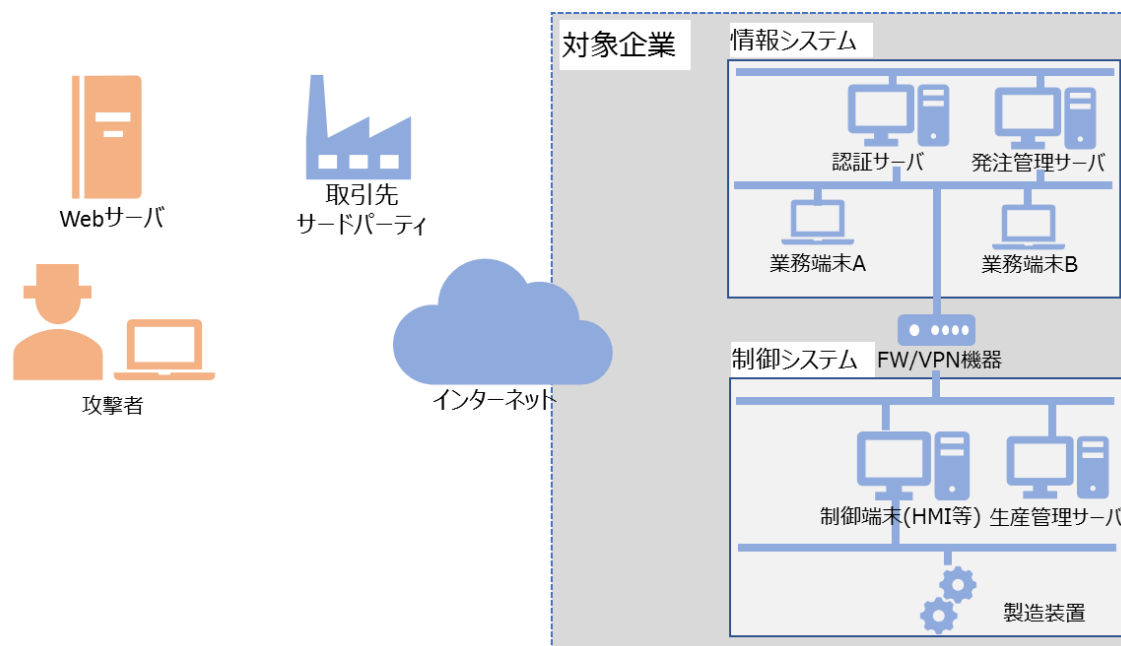 対象企業
情報システム
認証サーバ
発注管理サーバ
Webサーバ
取引先
サードパーティ
業務端末A
業務端末B
FW/VPN機器
制御システム
インターネット
攻撃者
制御端末(HMI等)
生産管理サーバ
製造装置